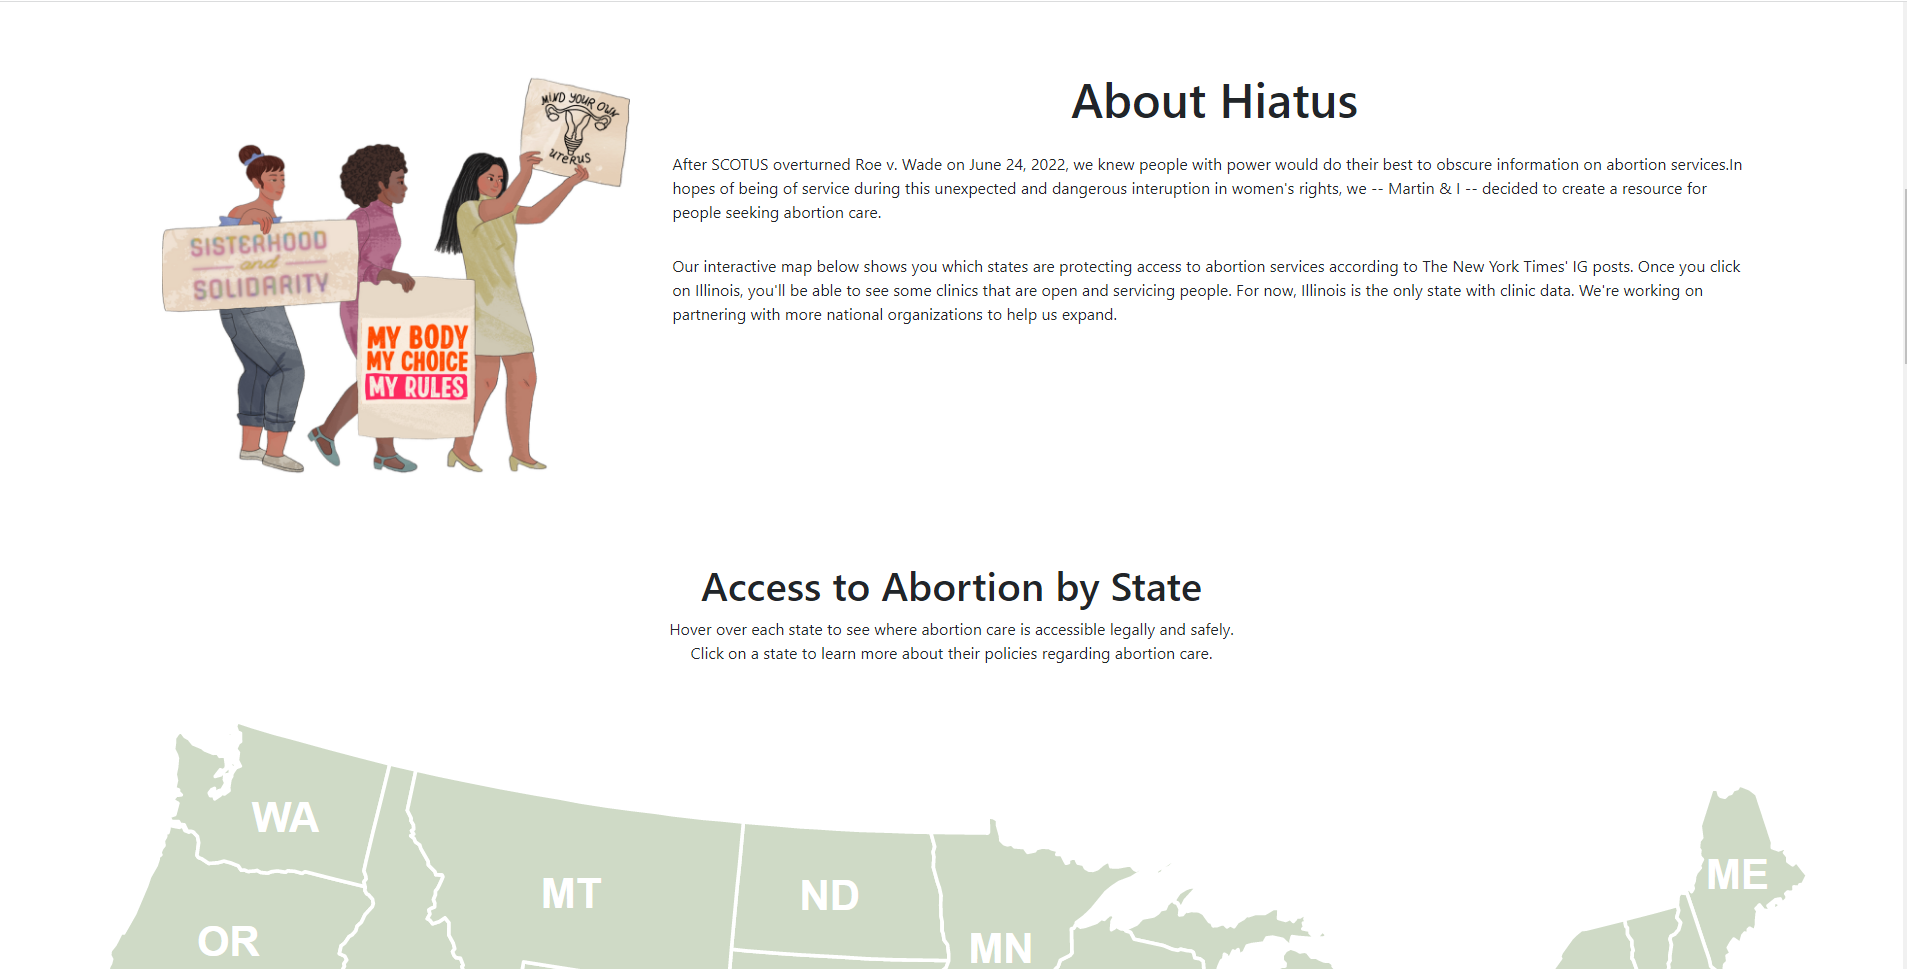 MIND YOUR OWN
UTERUS
SISTERHOOD
and
SOLIDARITY
MY BODY
MY CHOICE
MY RULES
About Hiatus
After SCOTUS overturned Roe v. Wade on June 24, 2022, we knew people with power would do their best to obscure information on abortion services.In
hopes of being of service during this unexpected and dangerous interuption in women's rights, we -- Martin & I -- decided to create a resource for
people seeking abortion care.
Our interactive map below shows you which states are protecting access to abortion services according to The New York Times' IG posts. Once you click
on Illinois, you'll be able to see some clinics that are open and servicing people. For now, Illinois is the only state with clinic data. We're working on
partnering with more national organizations to help us expand.
Access to Abortion by State
Hover over each state to see where abortion care is accessible legally and safely.
Click on a state to learn more about their policies regarding abortion care.
WA
MT
ND
ME
OR
MN